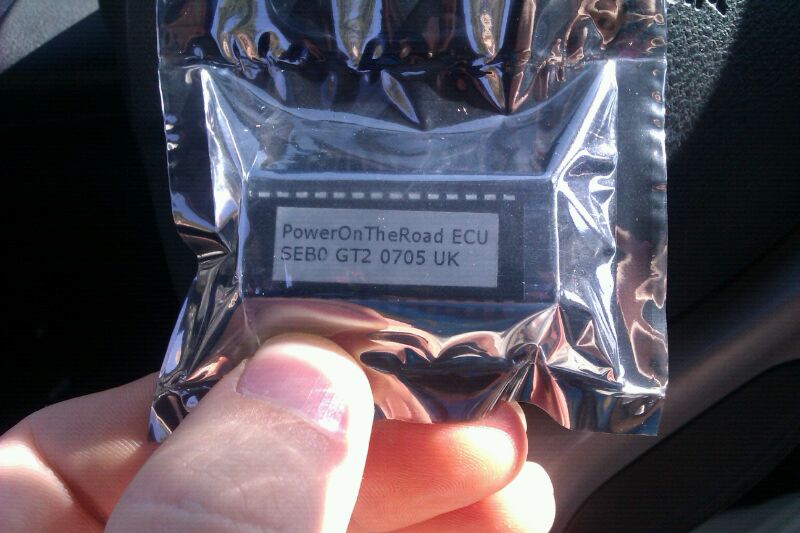 PowerOnTheRoad ECU
SEB0 GT2 0705 UK